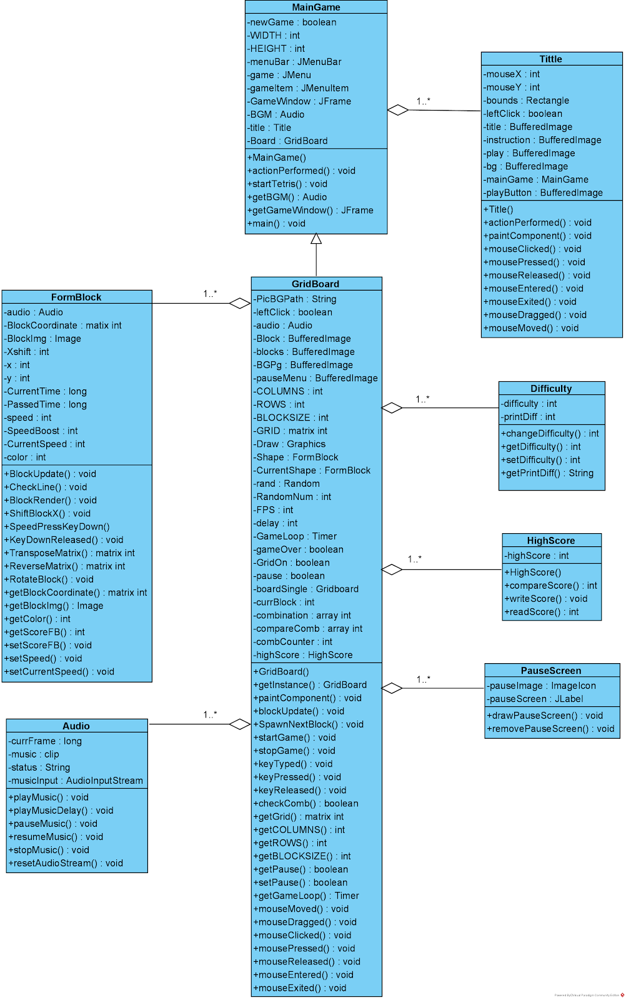 MainGame
-newGame : boolean
-WIDTH : int
-HEIGHT : int
-menuBar : JMenuBar
-game : JMenu
-gameItem : JMenuItem
-GameWindow : JFrame
-BGM : Audio
-title : Title
-Board : GridBoard
+MainGame()
+actionPerformed() : void
+startTetris() : void
+getBGM() : Audio
+getGameWindow() : JFrame
+main() : void
1..*
Tittle
-mouseX : int
-mouseY : int
-bounds : Rectangle
-leftClick : boolean
-title : BufferedImage
-instruction : BufferedImage
-play : BufferedImage
-bg : BufferedImage
-mainGame : MainGame
-playButton : BufferedImage
+Title()
+actionPerformed() : void
+paintComponent() : void
+mouseClicked() : void
+mousePressed() : void
+mouseReleased() : void
+mouseEntered() : void
+mouseExited() : void
+mouseDragged() : void
+mouseMoved() : void
FormBlock
-audio : Audio
-BlockCoordinate : matix int
-BlockImg : Image
-Xshift : int
-x : int
-y : int
-CurrentTime : long
-PassedTime : long
-speed : int
-SpeedBoost : int
-CurrentSpeed : int
-color : int
+BlockUpdate() : void
+CheckLine() : void
+BlockRender() : void
+ShiftBlockX() : void
+SpeedPressKeyDown()
+KeyDownReleased() : void
+TransposeMatrix() : matrix int
+ReverseMatrix() : matrix int
+RotateBlock() : void
+getBlockCoordinate() : matrix int
+getBlockImg() : Image
+getColor() : int
+getScoreFB() : int
+setScoreFB() : void
+setSpeed() : void
+setCurrentSpeed() : void
1..*
GridBoard
-PicBGPath : String
-leftClick : boolean
-audio : Audio
-Block : BufferedImage
-blocks : BufferedImage
-BGPg : BufferedImage
-pauseMenu : BufferedImage
-COLUMNS : int
-ROWS : int
-BLOCKSIZE : int
-GRID : matrix int
-Draw : Graphics
-Shape : FormBlock
-CurrentShape : FormBlock
-rand : Random
-RandomNum : int
-FPS : int
-delay : int
-GameLoop : Timer
-gameOver : boolean
-GridOn : boolean
-pause : boolean
-boardSingle : Gridboard
-currBlock : int
-combination : array int
-compareComb : array int
-combCounter : int
-highScore : HighScore
+GridBoard()
+getInstance() : GridBoard
+paintComponent() : void
+blockUpdate() : void
+SpawnNextBlock() : void
+startGame() : void
+stopGame() : void
+keyTyped() : void
+keyPressed() : void
+keyReleased() : void
+checkComb() : boolean
+getGrid() : matrix int
+getCOLUMNS() : int
+getROWS() : int
+getBLOCKSIZE() : int
+getPause() : boolean
+setPause() : boolean
+getGameLoop() : Timer
+mouseMoved() : void
+mouseDragged() : void
+mouseClicked() : void
+mousePressed() : void
+mouseReleased() : void
+mouseEntered() : void
+mouseExited() : void
1..*
Difficulty
-difficulty : int
-printDiff : int
+changeDifficulty() : int
+getDifficulty() : int
+setDifficulty() : int
+getPrintDiff() : String
1..*
HighScore
-highScore : int
+HighScore()
+compareScore() : int
+writeScore() : void
+readScore() : int
1..*
PauseScreen
-pauseImage : ImageIcon
-pauseScreen : JLabel
+drawPauseScreen() : void
+removePauseScreen() : void
1..*
Audio
-currFrame : long
-music : clip
-status : String
-musicInput : AudioInputStream
+playMusic() : void
+playMusicDelay() : void
+pauseMusic() : void
+resumeMusic() : void
+stopMusic() : void
+resetAudioStream() : void
Powered By Visual Paradigm Community Edition